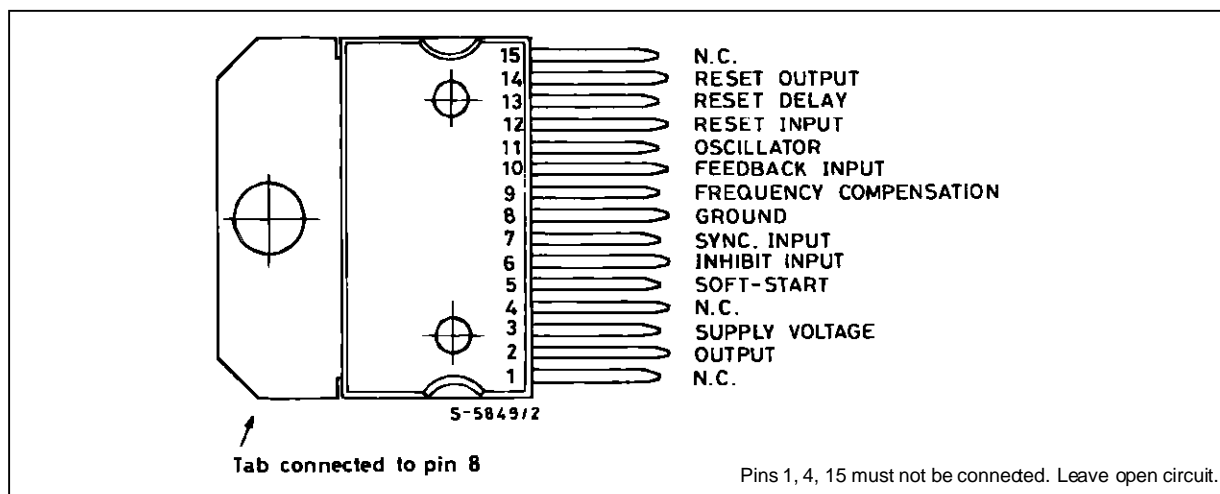 15 N.C.
14 RESET OUTPUT
13 RESET DELAY
12 RESET INPUT
11 OSCILLATOR
10 FEEDBACK INPUT
9 FREQUENCY COMPENSATION
8 GROUND
7 SYNC. INPUT
6 INHIBIT INPUT
5 SOFT-START
4 N.C.
3 SUPPLY VOLTAGE
2 OUTPUT
1 N.C.
S-5849/2
Tab connected to pin 8
Pins 1, 4, 15 must not be connected. Leave open circuit.